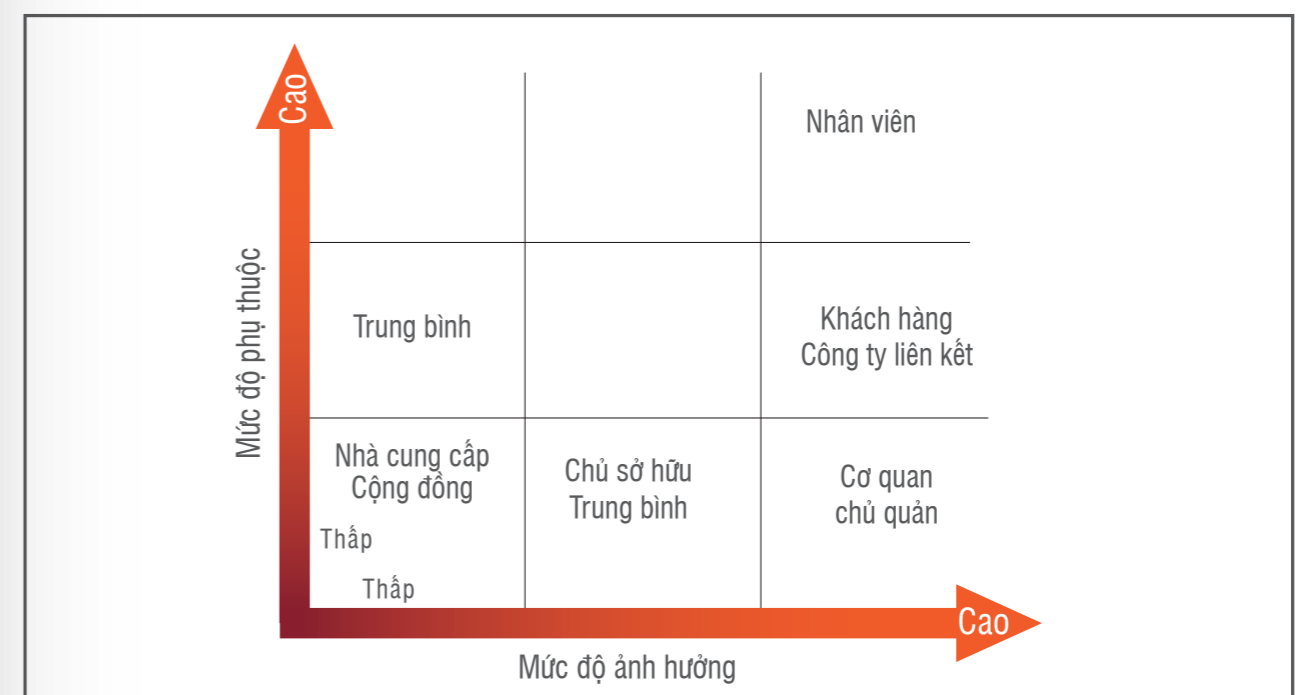 Cao
Nhân viên
Mức độ phụ thuộc
Trung bình
Khách hàng
Công ty liên kết
Nhà cung cấp
Cộng đồng
Chủ sở hữu
Trung bình
Cơ quan
chủ quản
Thấp
Thấp
Cao
Mức độ ảnh hưởng